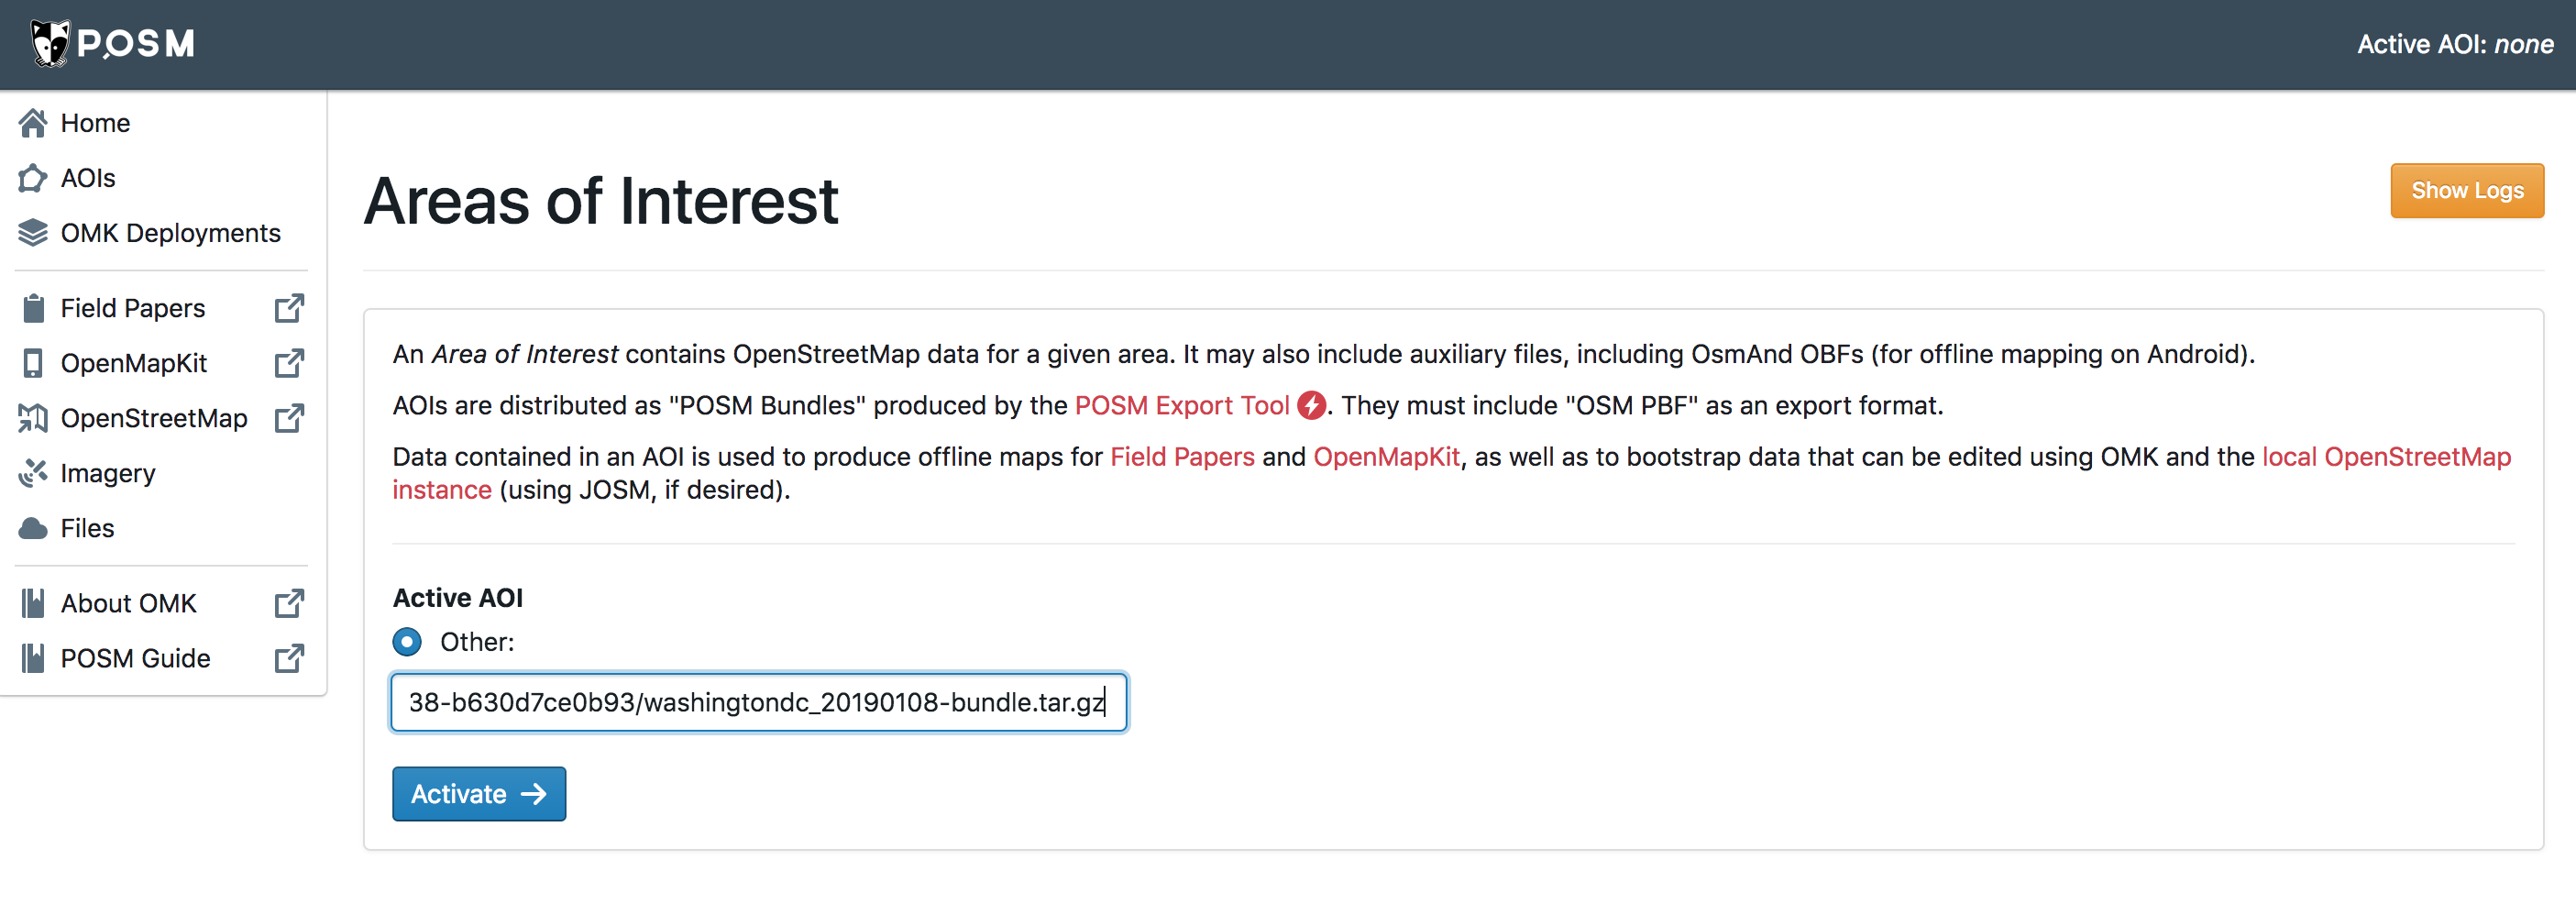 POSM
Active AOI: none
Home
AOIs
OMK Deployments
Field Papers
OpenMapKit
OpenStreetMap
Imagery
Files
About OMK
POSM Guide
Areas of Interest
Show Logs
An Area of Interest contains OpenStreetMap data for a given area. It may also include auxiliary files, including OsmAnd OBFs (for offline mapping on Android).
AOIs are distributed as "POSM Bundles" produced by the POSM Export Tool. They must include "OSM PBF" as an export format.
Data contained in an AOI is used to produce offline maps for Field Papers and OpenMapKit, as well as to bootstrap data that can be edited using OMK and the local OpenStreetMap
instance (using JOSM, if desired).
Active AOI
Other:
38-b630d7ce0b93/washingtondc_20190108-bundle.tar.gz
Activate